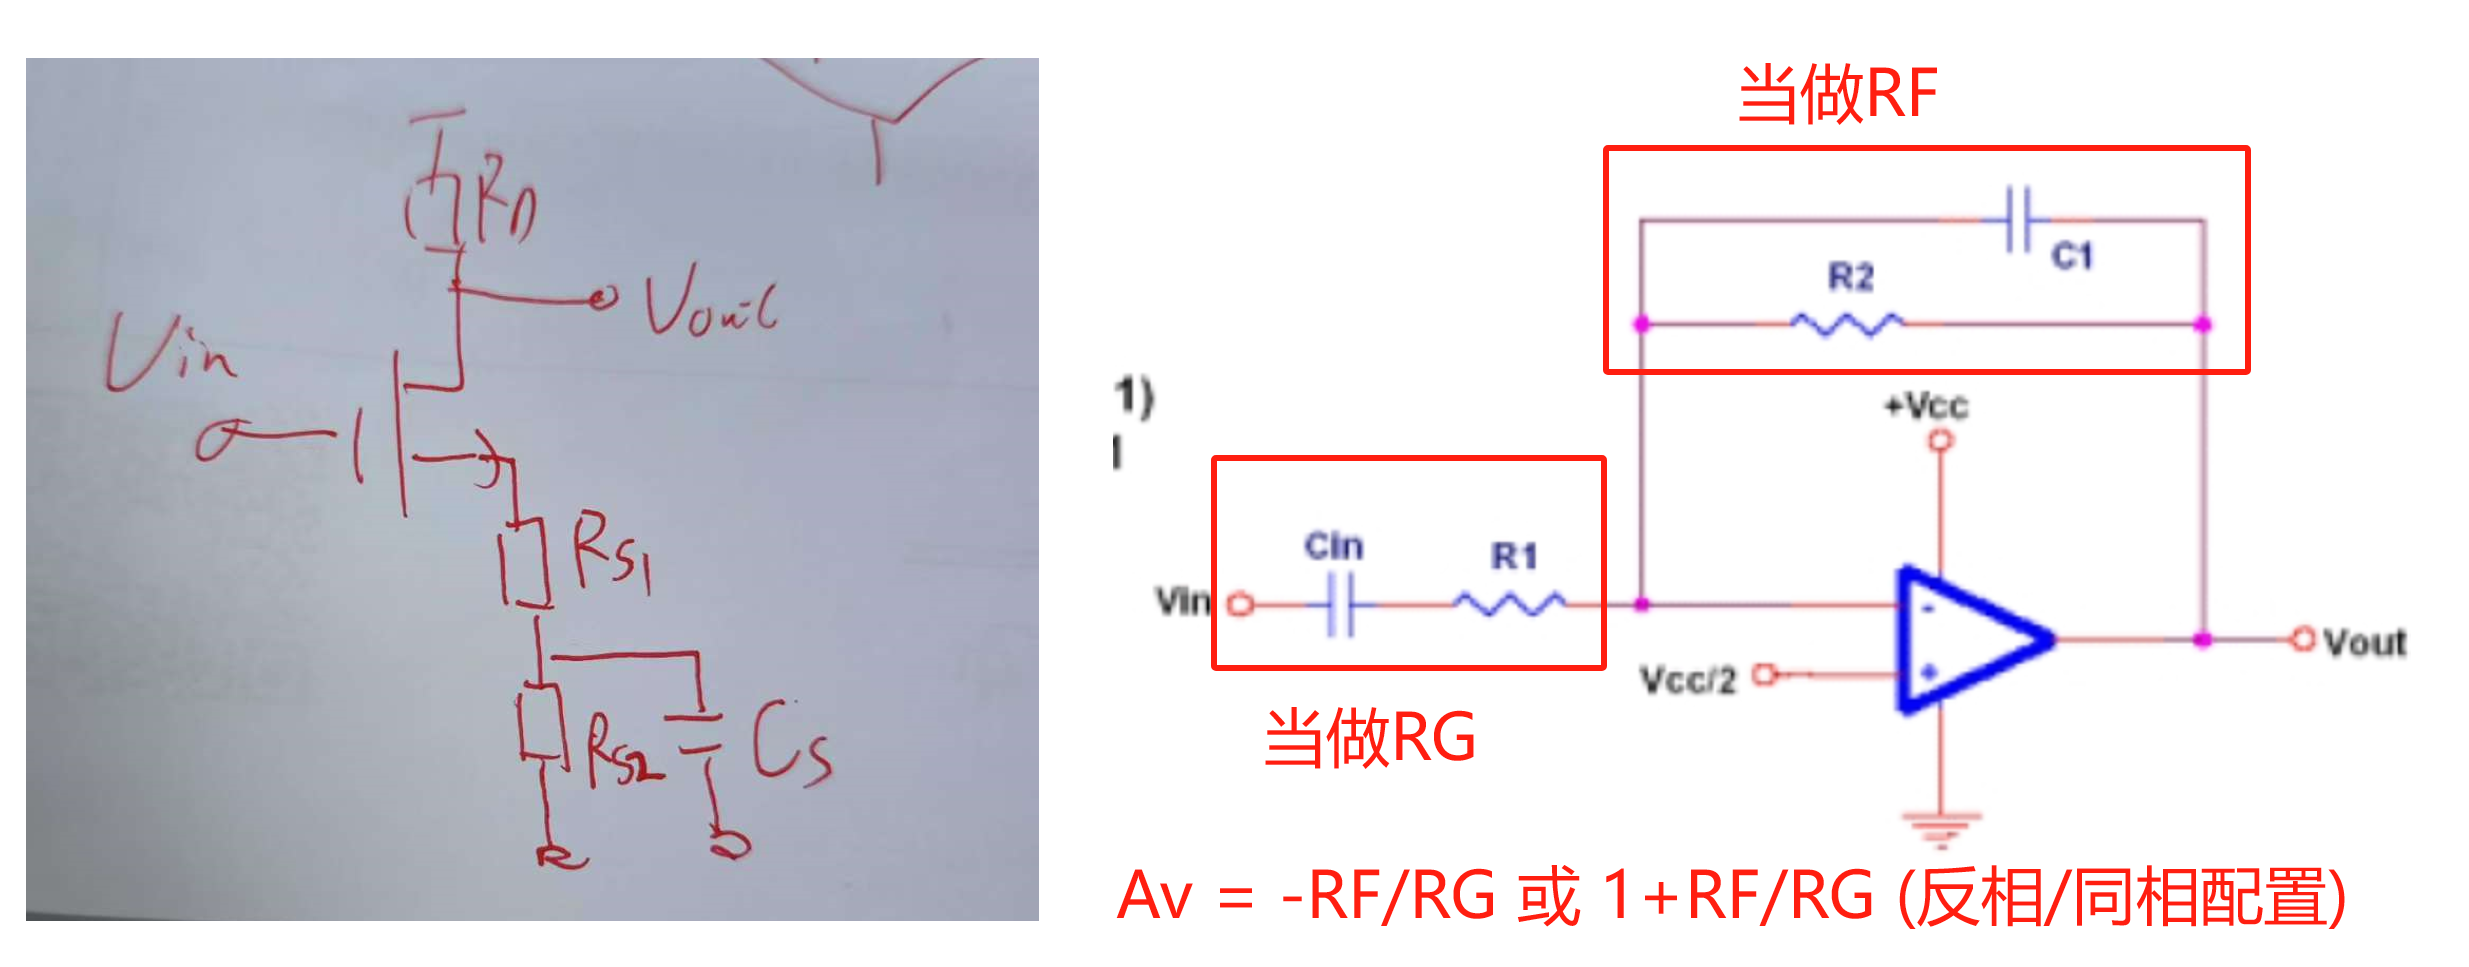 RD
Vout
Vin
RS1
RS2
CS
当做RF
C1
R2
1)
+Vcc
Cin
R1
Vin
Vcc/2
-
+
Vout
当做RG
Av = -RF/RG 或 1+RF/RG (反相/同相配置)